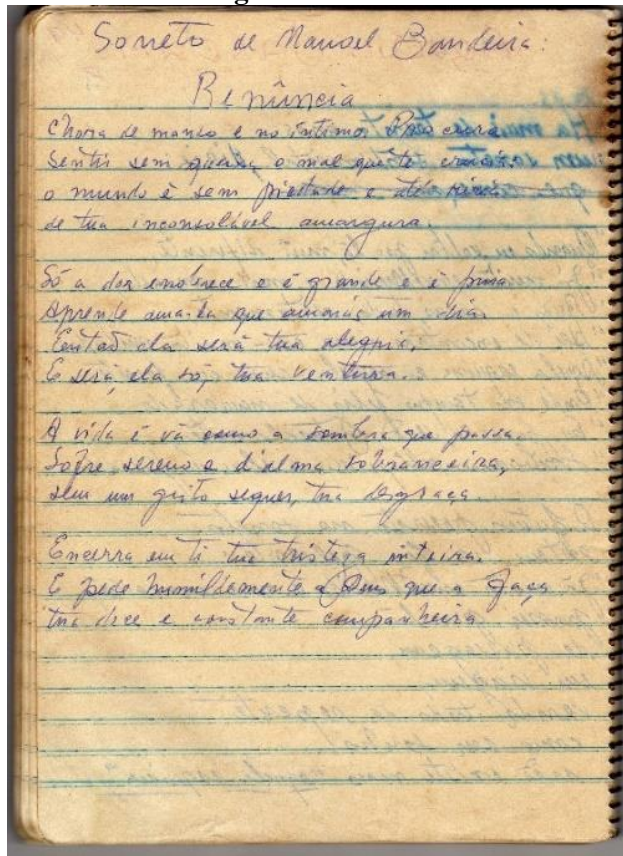 Soneto de Manoel Bandeira:
Renúncia
Chora de manso e no íntimo. Procura
Sentir sem queixa o mal que te crucia.
o mundo é sem piedade e até riria
de tua inconsolável amargura.
Só a dor enobrece e é grande e é pura.
Aprende ama-la que amarás um dia.
Então ela será tua alegria,
E será, ela só, tua ventura.
A vida é vã como a sombra que passa.
Sofre sereno e d'alma sobranceira,
sem um grito sequer, tua desgraça.
Encerra em ti tua tristeza inteira.
E pede humildemente a Deus que a faça
tua doce e constante companheira